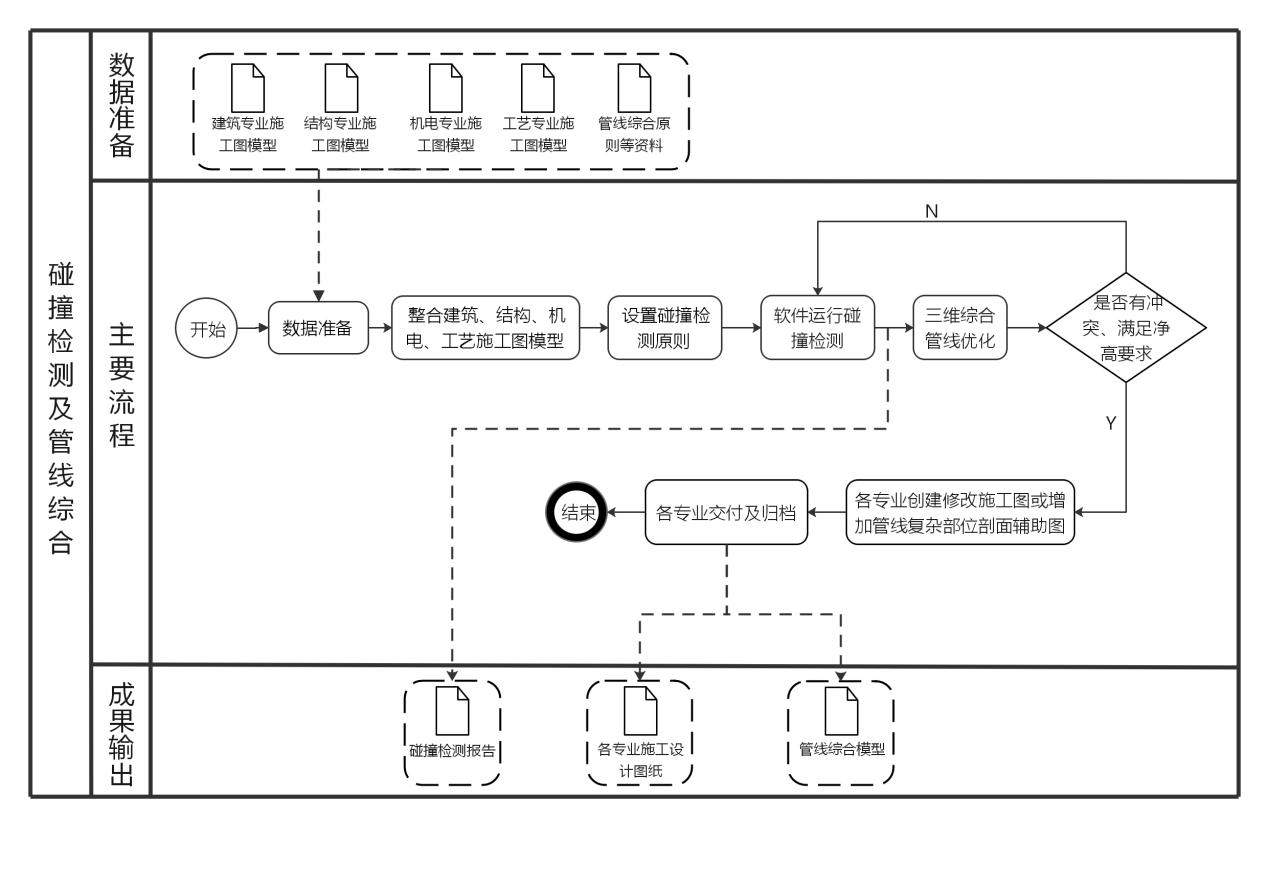 碰撞检测及管线综合
数据准备
建筑专业施
工图模型
结构专业施
工图模型
机电专业施
工图模型
工艺专业施
工图模型
管线综合原
则等资料
主要流程
N
开始
数据准备
整合建筑、结构、机
电、工艺施工图模型
设置碰撞检
测原则
软件运行碰
撞检测
三维综合
管线优化
是否有冲
突、满足净
高要求
Y
结束
各专业交付及归档
各专业创建修改施工图或增
加管线复杂部位剖面辅助图
成果输出
碰撞检测报告
各专业施工设
计图纸
管线综合模型